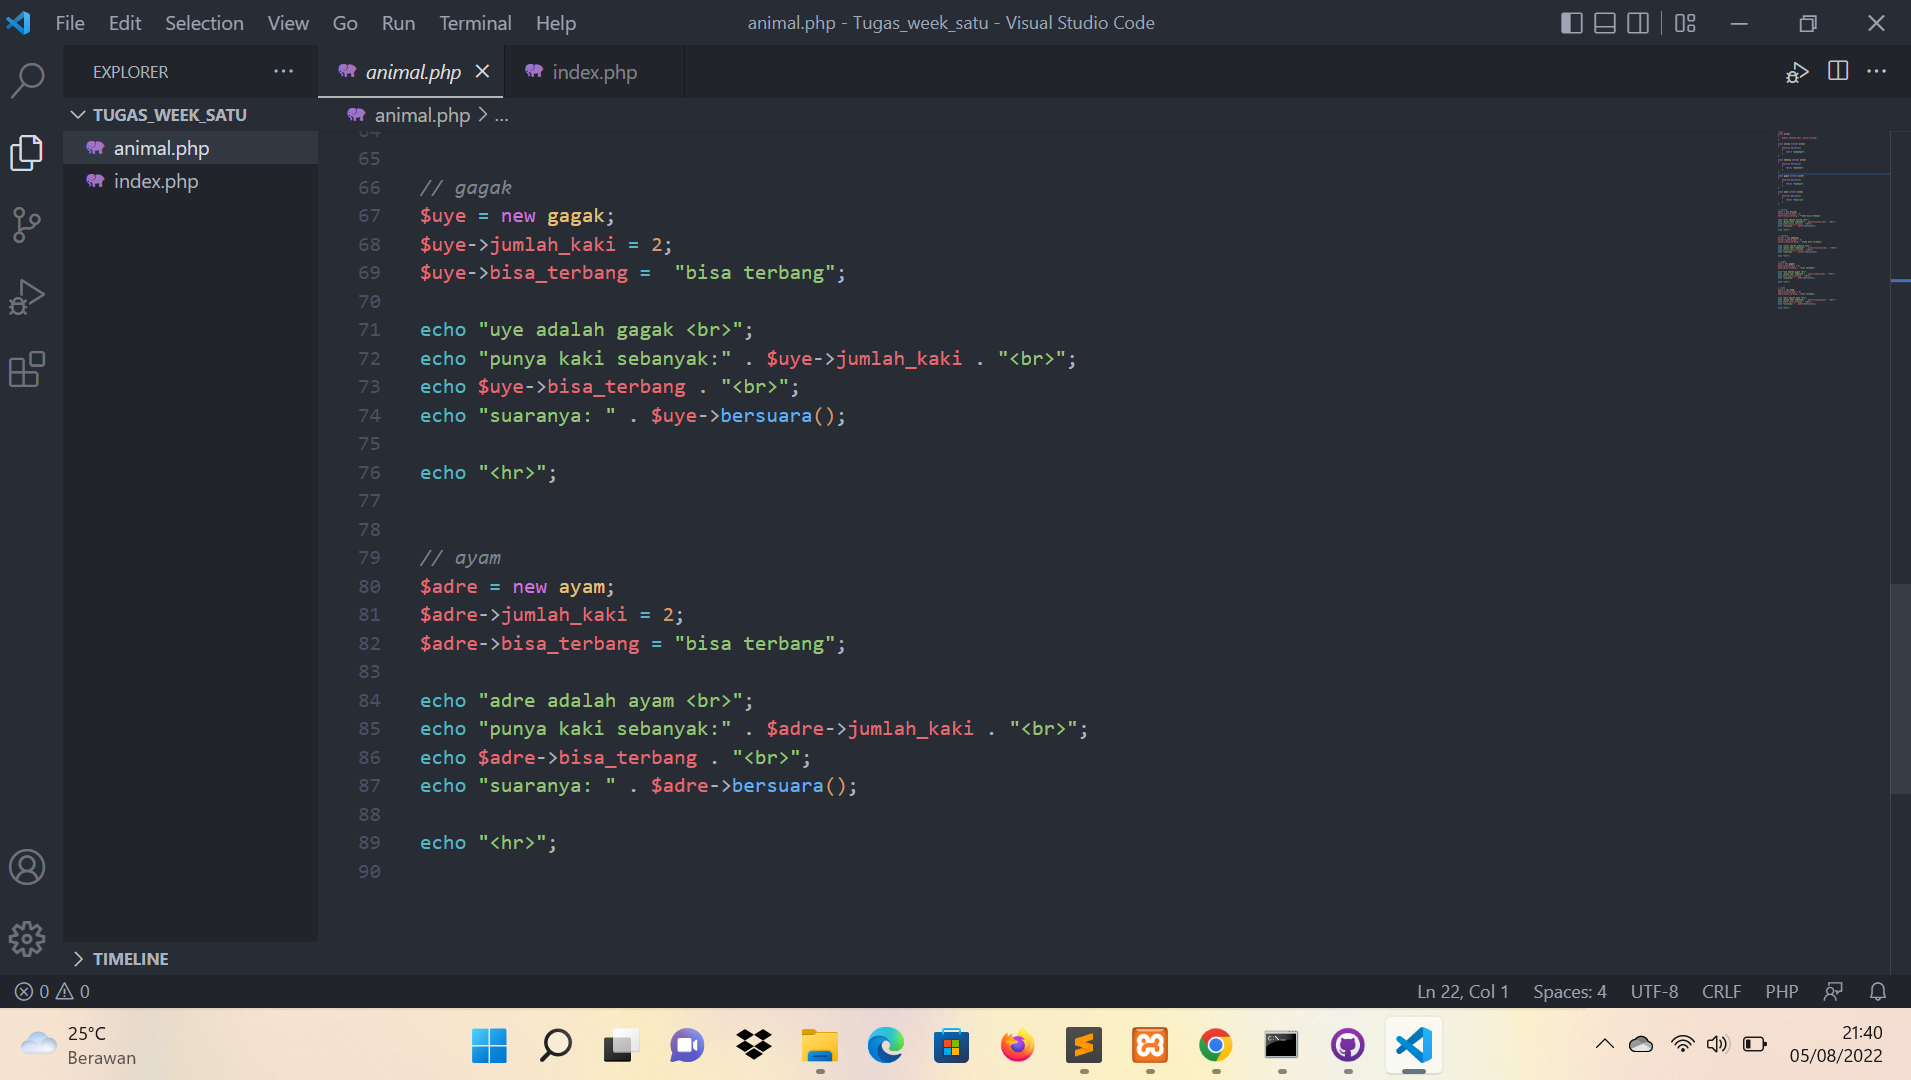 File Edit Selection View Go Run Terminal Help
animal.php - Tugas_week_satu - Visual Studio Code
EXPLORER
animal.php
index.php
TUGAS_WEEK_SATU
animal.php > ...
animal.php
index.php
64
65
66 // gagak
67 $uye = new gagak;
68 $uye->jumlah_kaki = 2;
69 $uye->bisa_terbang =  "bisa terbang";
70
71 echo "uye adalah gagak <br>";
72 echo "punya kaki sebanyak:" . $uye->jumlah_kaki . "<br>";
73 echo $uye->bisa_terbang . "<br>";
74 echo "suaranya: " . $uye->bersuara();
75
76 echo "<hr>";
77
78
79 // ayam
80 $adre = new ayam;
81 $adre->jumlah_kaki = 2;
82 $adre->bisa_terbang = "bisa terbang";
83
84 echo "adre adalah ayam <br>";
85 echo "punya kaki sebanyak:" . $adre->jumlah_kaki . "<br>";
86 echo $adre->bisa_terbang . "<br>";
87 echo "suaranya: " . $adre->bersuara();
88
89 echo "<hr>";
90
TIMELINE
0 0
Ln 22, Col 1 Spaces: 4 UTF-8 CRLF PHP
25°C
Berawan
21:40
05/08/2022